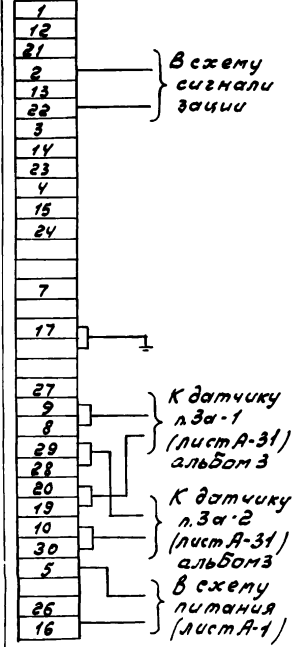 1
12
21
2
13
22
3
14
23
4
15
24
7
17
27
9
8
29
28
20
19
10
30
5
26
16
В схему
сигнали
зации
К датчику
п.3а-1
(лист А-31)
альбом 3
К датчику
п.3а-2
(лист А-31)
альбом 3
В схему
питания
(лист А-1)